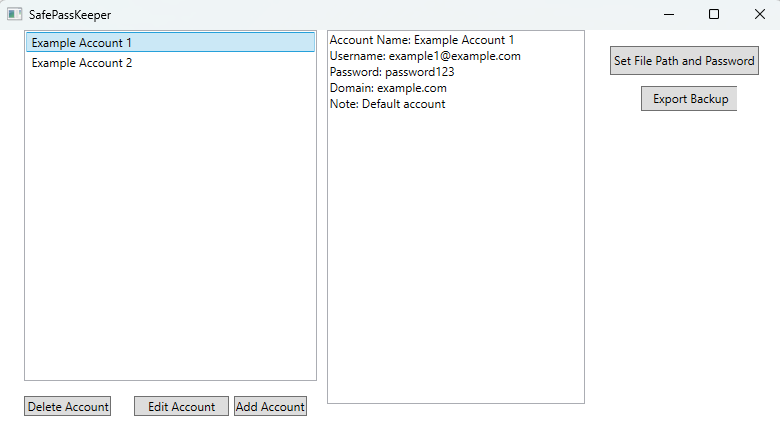 SafePassKeeper
Example Account 1
Example Account 2
Account Name: Example Account 1
Username: example1@example.com
Password: password123
Domain: example.com
Note: Default account
Set File Path and Password
Export Backup
Delete Account
Edit Account
Add Account